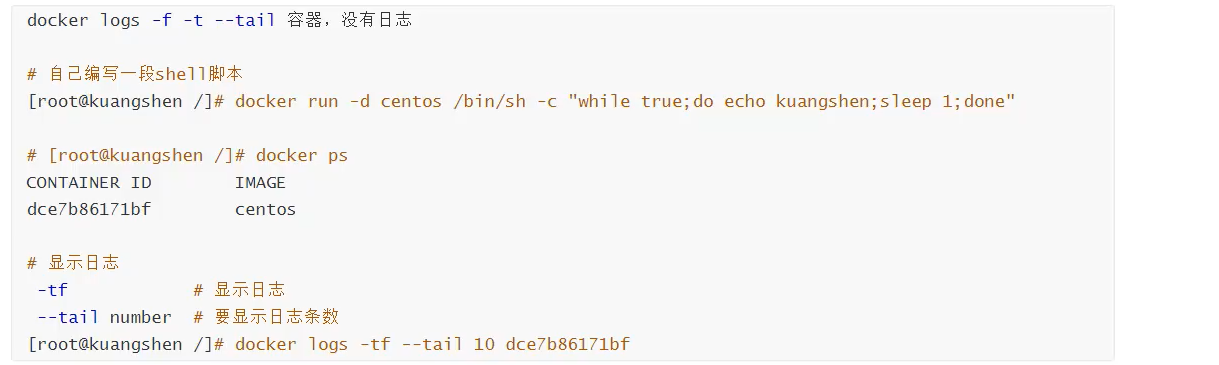 docker logs -f -t --tail 容器，没有日志
# 自己编写一段shell脚本
[root@kuangshen /]# docker run -d centos /bin/sh -c "while true;do echo kuangshen;sleep 1;done"
# [root@kuangshen /]# docker ps
CONTAINER ID        IMAGE
dce7b86171bf        centos
# 显示日志
 -tf            # 显示日志
 --tail number  # 要显示日志条数
[root@kuangshen /]# docker logs -tf --tail 10 dce7b86171bf